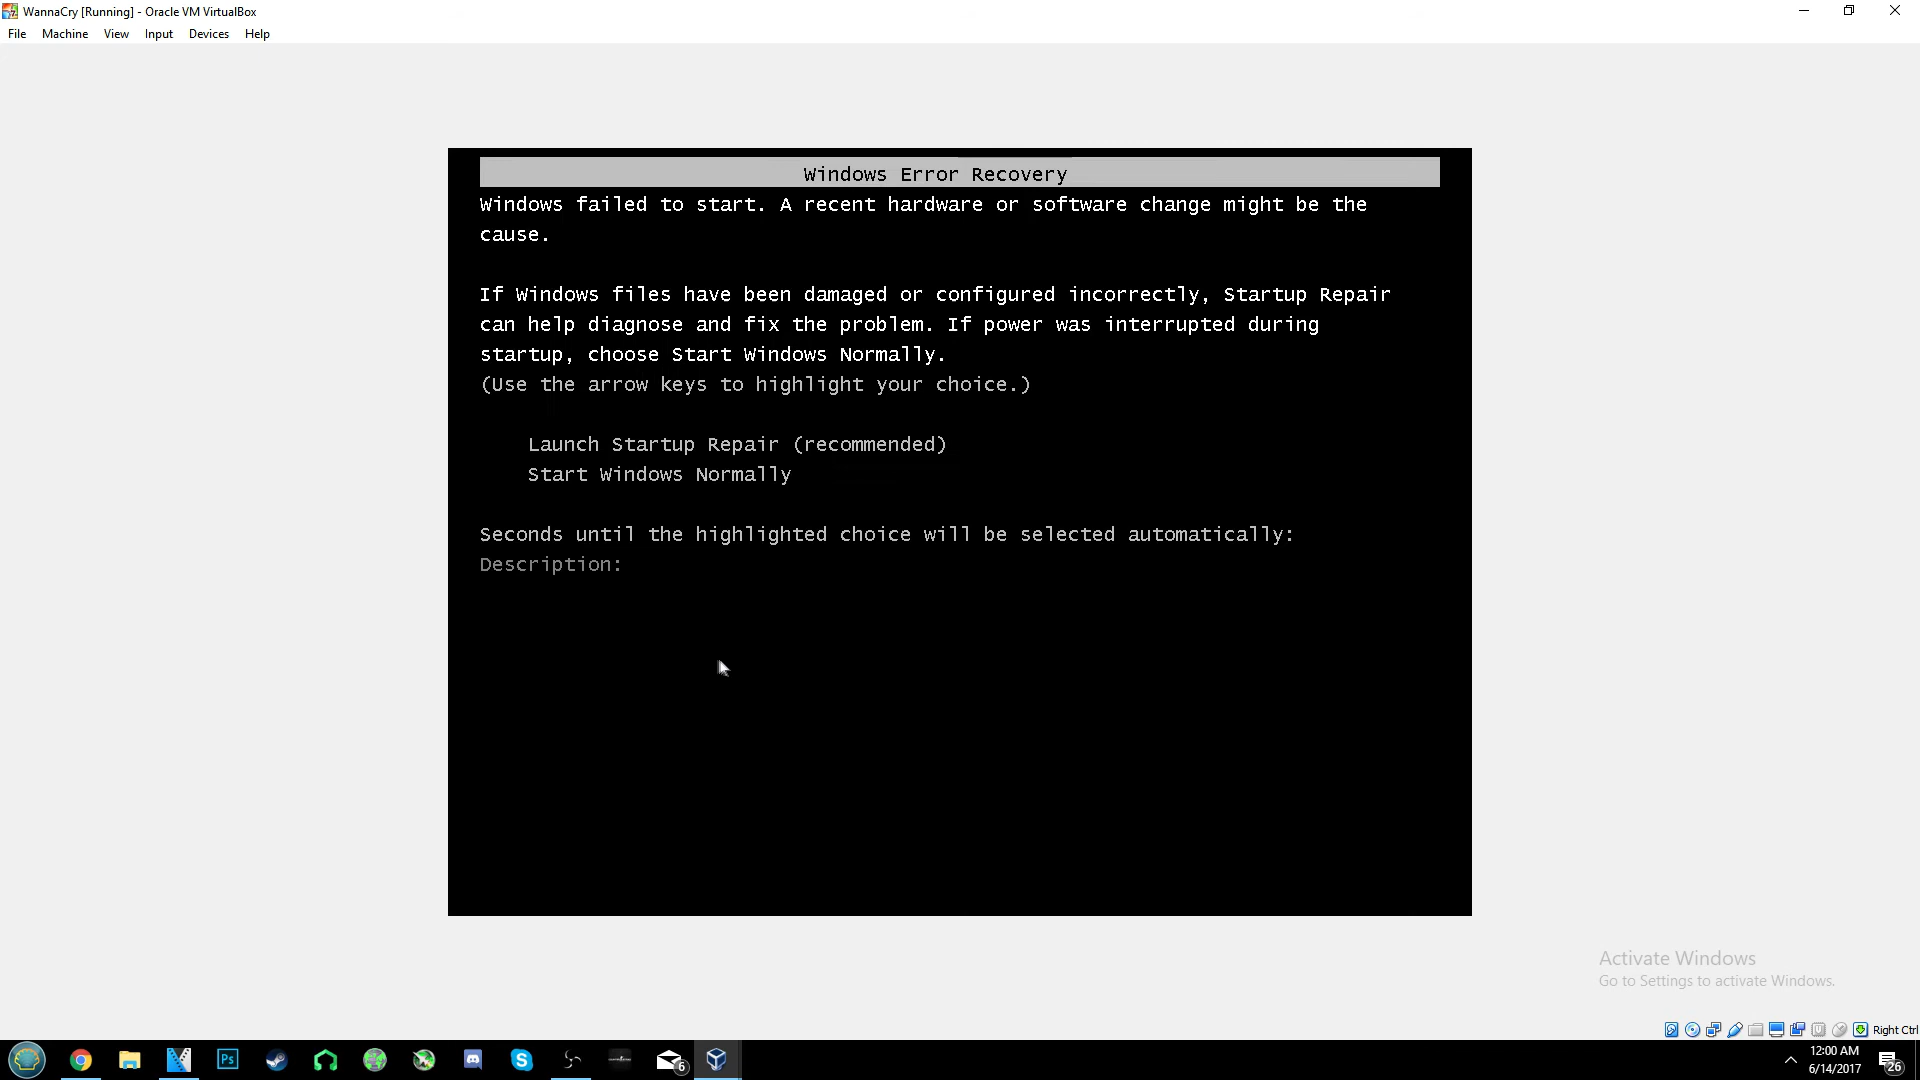 WannaCry [Running] - Oracle VM VirtualBox
File Machine View Input Devices Help
Windows Error Recovery
Windows failed to start. A recent hardware or software change might be the
cause.
If Windows files have been damaged or configured incorrectly, Startup Repair
can help diagnose and fix the problem. If power was interrupted during
startup, choose Start Windows Normally.
(Use the arrow keys to highlight your choice.)
Launch Startup Repair (recommended)
Start Windows Normally
Seconds until the highlighted choice will be selected automatically:
Description:
Activate Windows
Go to Settings to activate Windows.
Right Ctrl
Ps
6
12:00 AM
6/14/2017
26